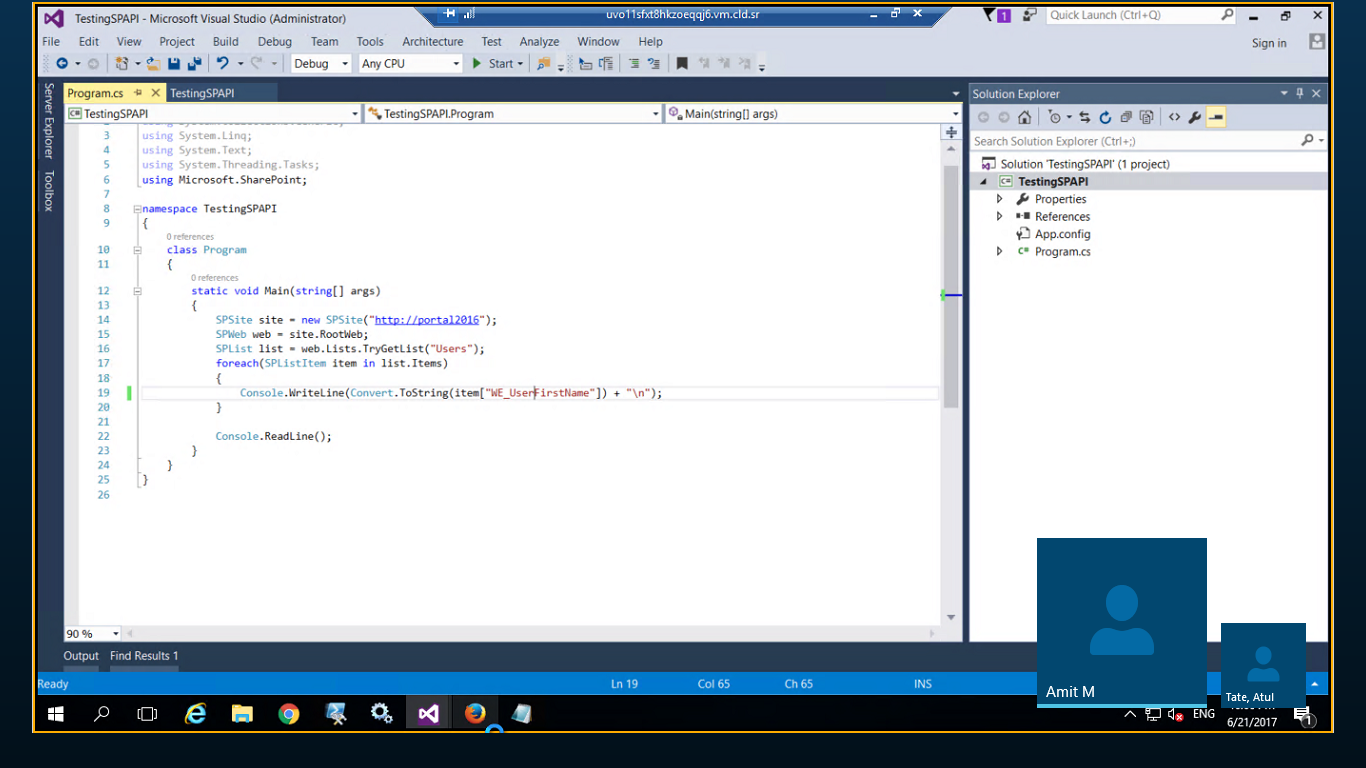 TestingSPAPI - Microsoft Visual Studio (Administrator)
uvo11sfxt8hkzoeqqj6.vm.cld.sr
1
Quick Launch (Ctrl+Q)
File Edit View Project Build Debug Team Tools Architecture Test Analyze Window Help
Sign in
Debug Any CPU Start
Server Explorer
Toolbox
Program.cs TestingSPAPI
TestingSPAPI TestingSPAPI.Program Main(string[] args)
3 using System.Linq;
4 using System.Text;
5 using System.Threading.Tasks;
6 using Microsoft.SharePoint;
7
8 namespace TestingSPAPI
9 {
0 references
10 class Program
11 {
0 references
12 static void Main(string[] args)
13 {
14 SPSite site = new SPSite("http://portal2016");
15 SPWeb web = site.RootWeb;
16 SPList list = web.Lists.TryGetList("Users");
17 foreach(SPListItem item in list.Items)
18 {
19 Console.WriteLine(Convert.ToString(item["WE_UserFirstName"]) + "\n");
20 }
21
22 Console.ReadLine();
23 }
24 }
25 }
26
90 %
Output Find Results 1
Ready Ln 19 Col 65 Ch 65 INS
Solution Explorer
Search Solution Explorer (Ctrl+;)
Solution 'TestingSPAPI' (1 project)
TestingSPAPI
Properties
References
App.config
Program.cs
Amit M
Tate, Atul
ENG
6/21/2017
1